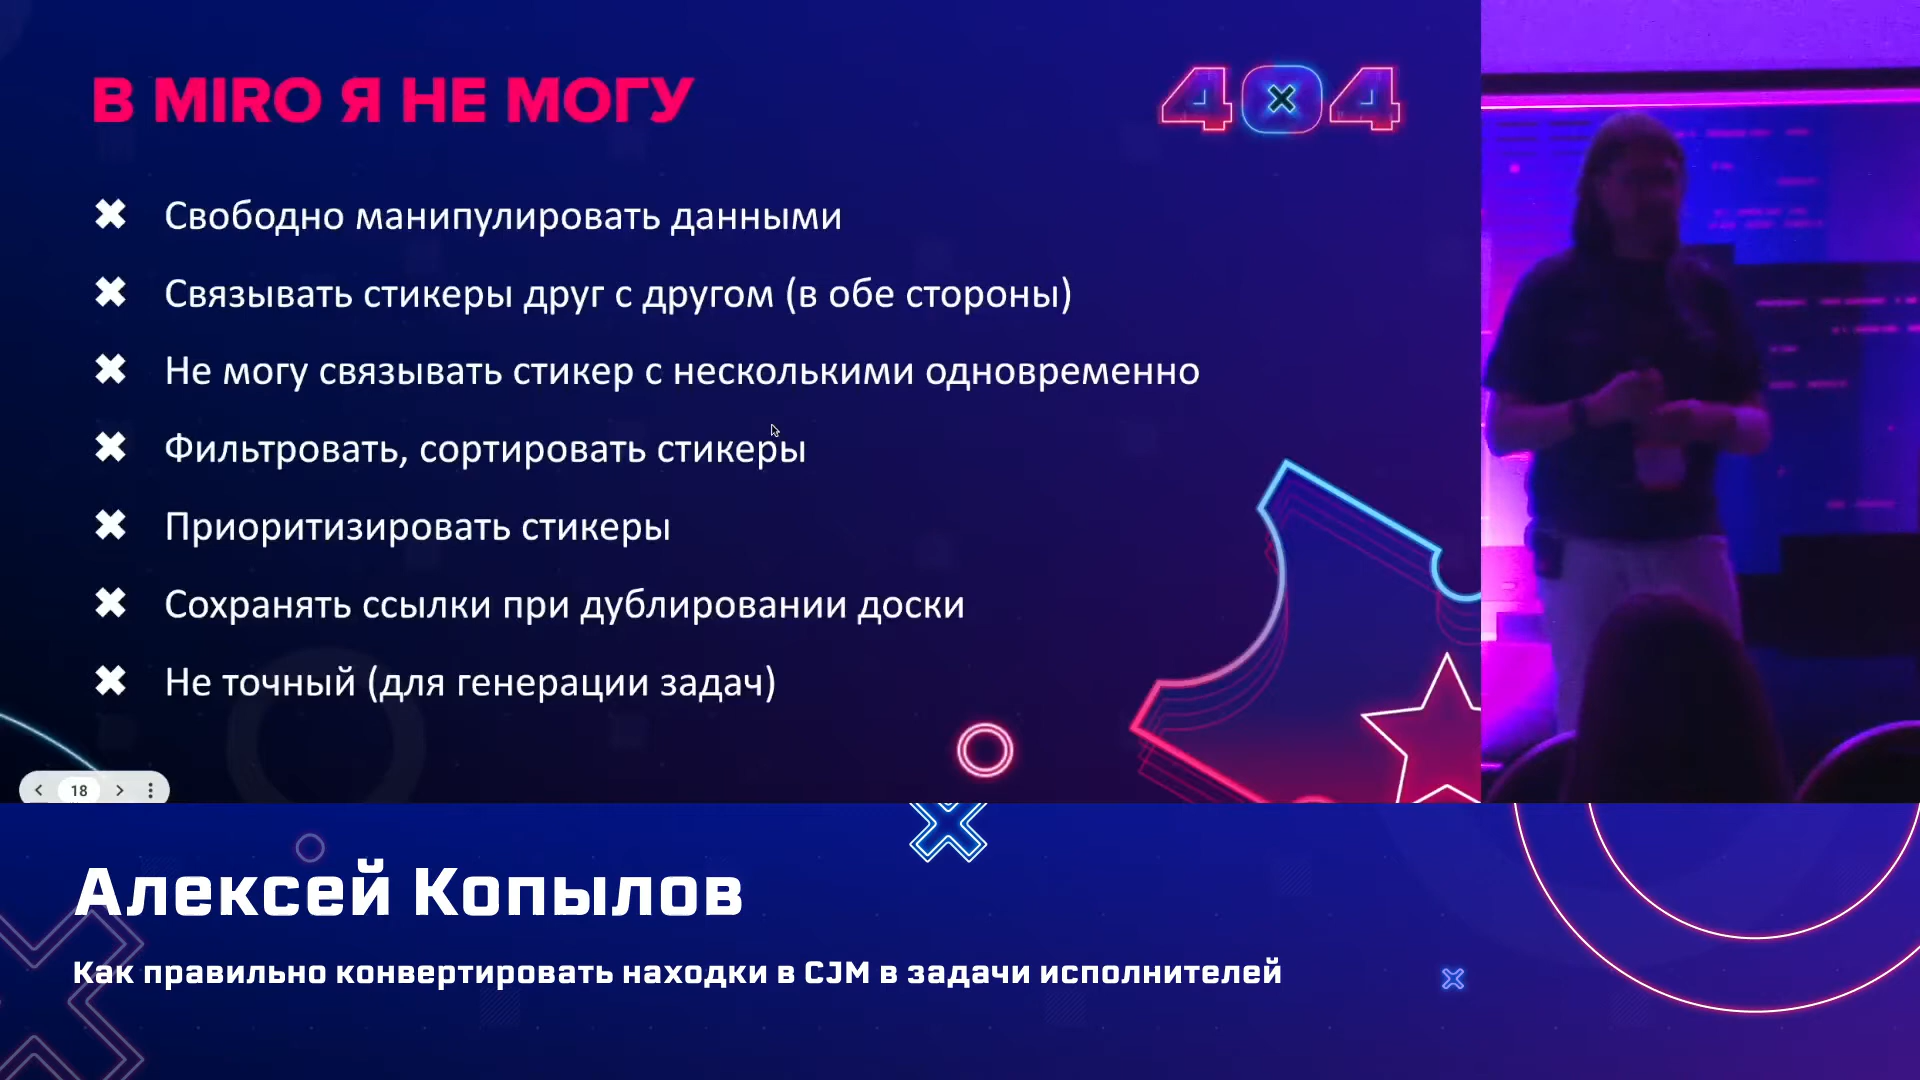 В MIRO Я НЕ МОГУ
404
Свободно манипулировать данными
Связывать стикеры друг с другом (в обе стороны)
Не могу связывать стикер с несколькими одновременно
Фильтровать, сортировать стикеры
Приоритизировать стикеры
Сохранять ссылки при дублировании доски
Не точный (для генерации задач)
18
Алексей Копылов
Как правильно конвертировать находки в CJM в задачи исполнителей